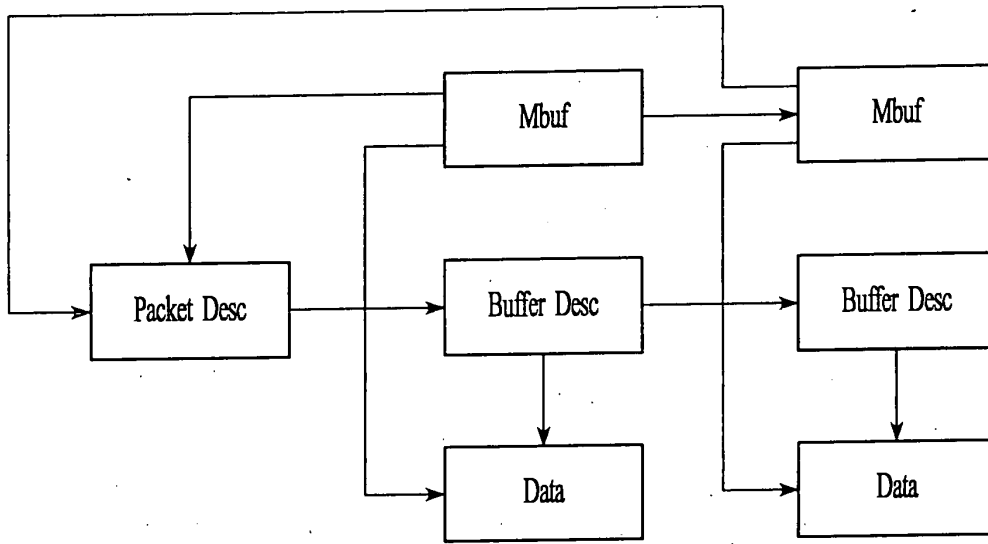 Mbuf
Mbuf
Packet Desc
Buffer Desc
Buffer Desc
Data
Data